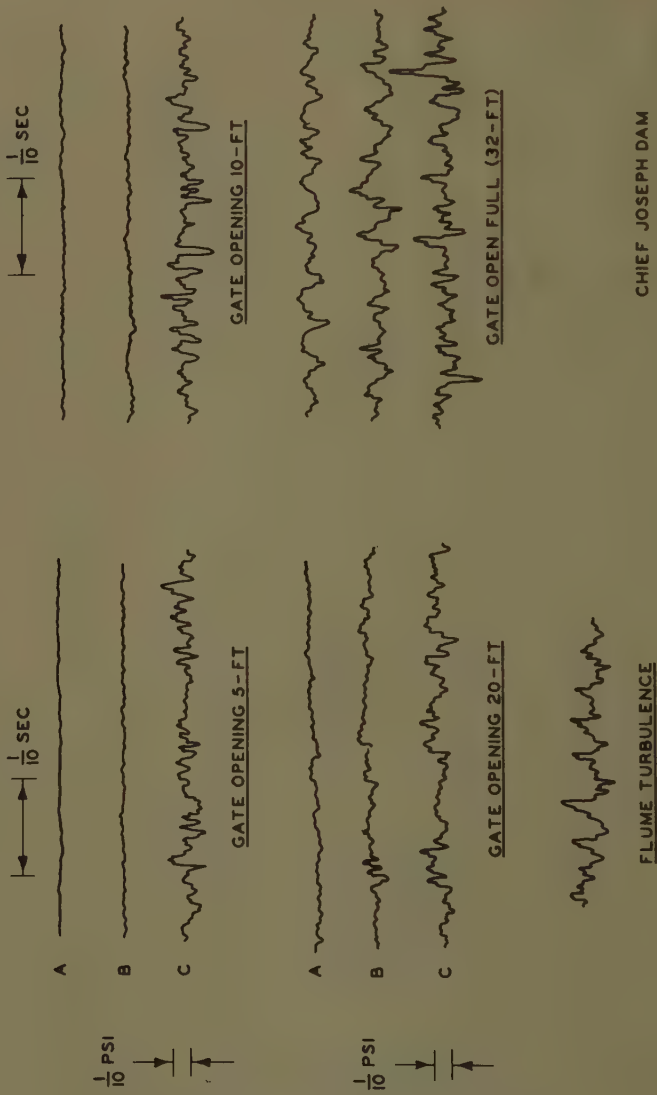 1/10 SEC
1/10 SEC
1/10 PSI
A
B
C
GATE OPENING 5-FT
GATE OPENING 10-FT
1/10 PSI
A
B
C
GATE OPENING 20-FT
GATE OPEN FULL (32-FT)
FLUME TURBULENCE
CHIEF JOSEPH DAM